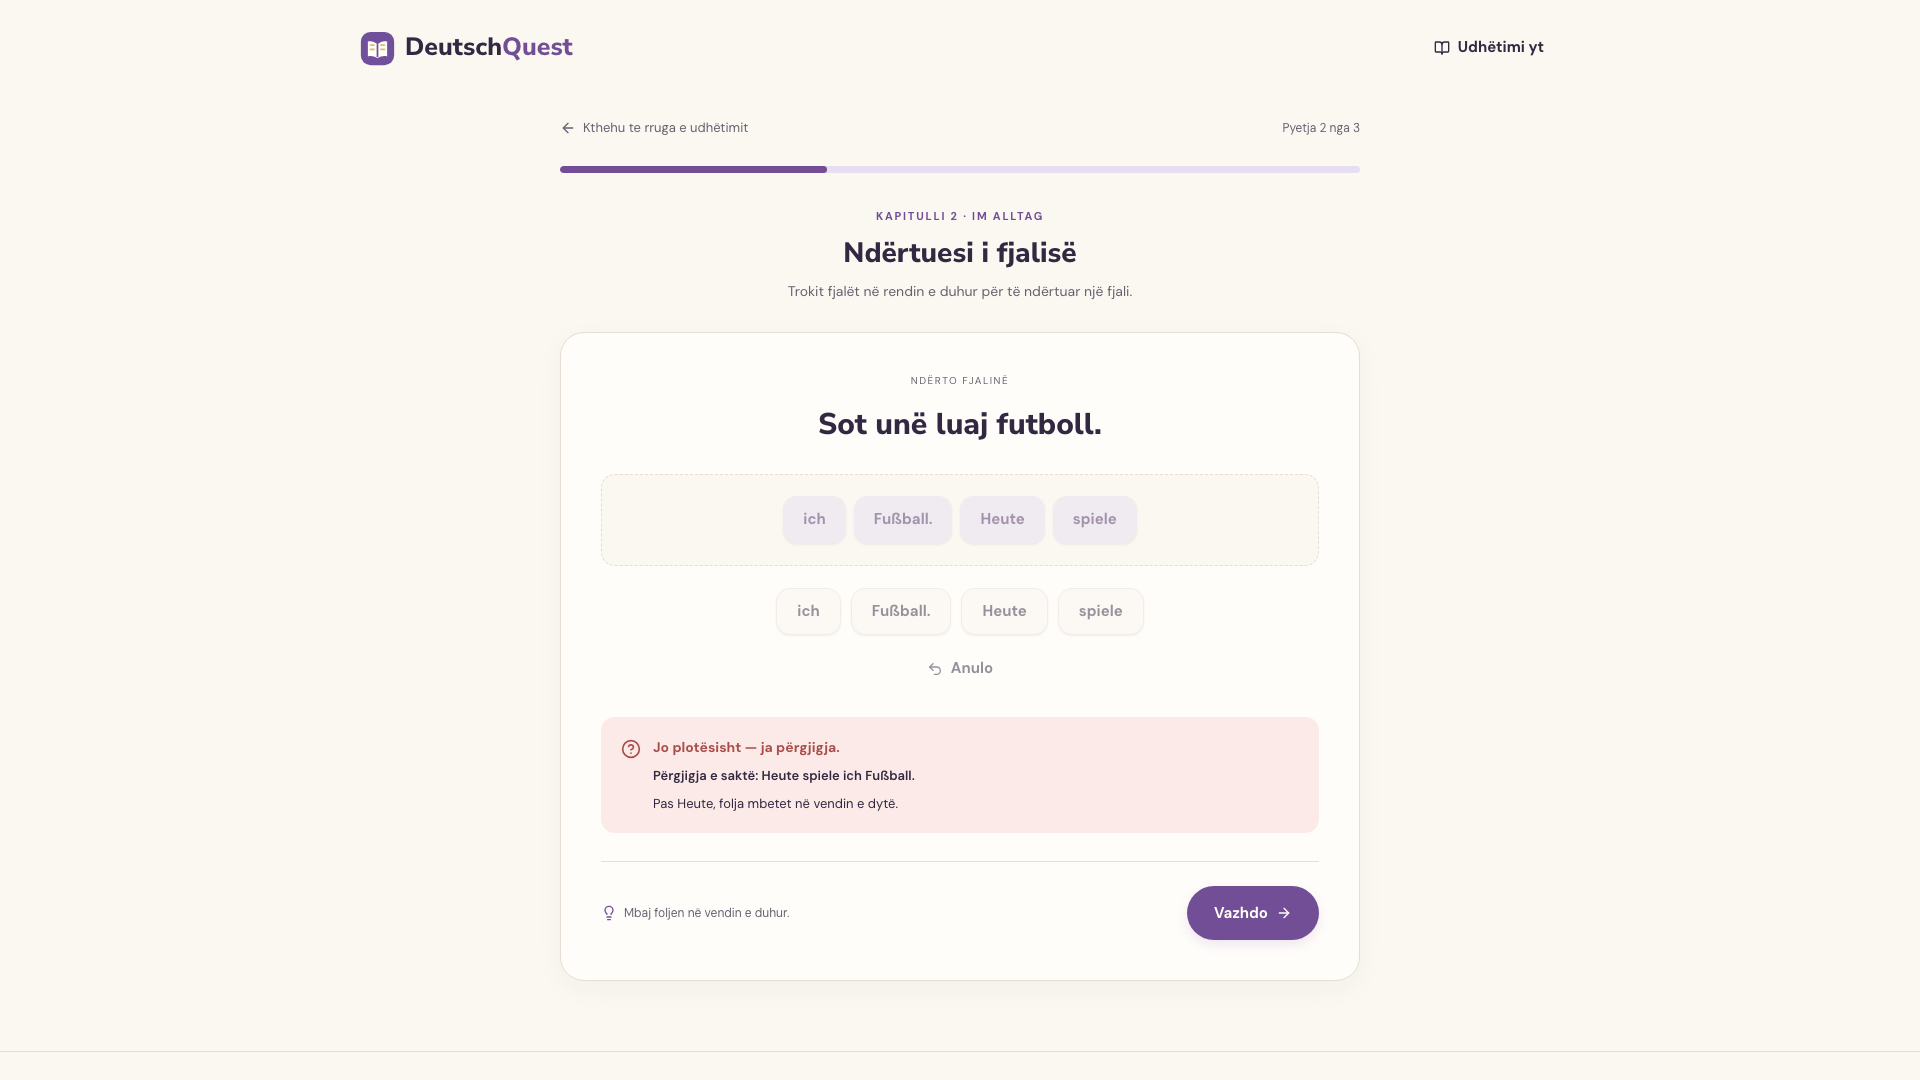 DeutschQuest
Udhëtimi yt
Kthehu te rruga e udhëtimit
Pyetja 2 nga 3
KAPITULLI 2 · IM ALLTAG
Ndërtuesi i fjalisë
Trokit fjalët në rendin e duhur për të ndërtuar një fjali.
NDËRTO FJALINË
Sot unë luaj futboll.
ich Fußball. Heute spiele
ich Fußball. Heute spiele
Anulo
Jo plotësisht — ja përgjigja.
Përgjigja e saktë: Heute spiele ich Fußball.
Pas Heute, folja mbetet në vendin e dytë.
Mbaj foljen në vendin e duhur.
Vazhdo